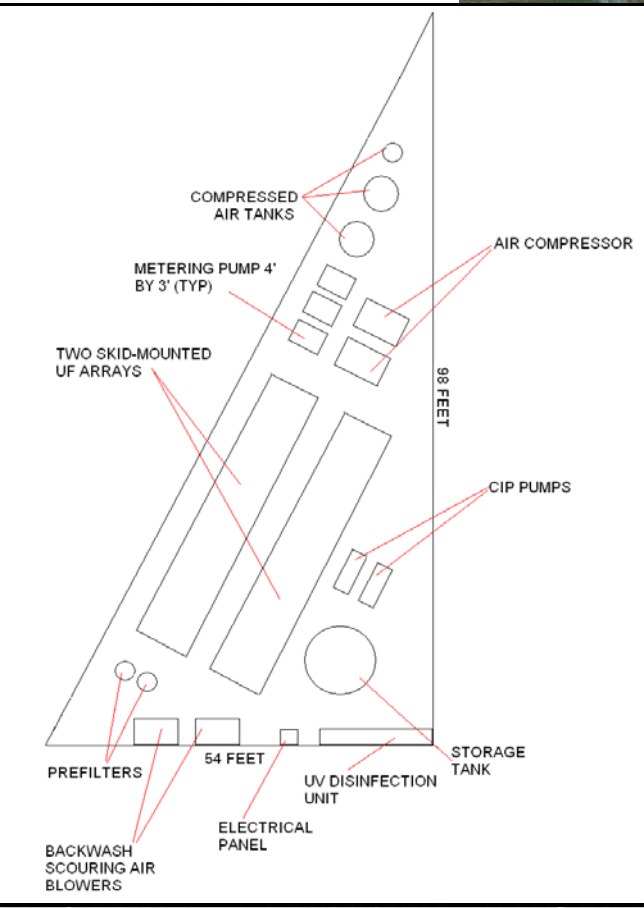 COMPRESSED
AIR TANKS
AIR COMPRESSOR
METERING PUMP 4'
BY 3' (TYP)
TWO SKID-MOUNTED
UF ARRAYS
98 FEET
CIP PUMPS
PREFILTERS
54 FEET
STORAGE
TANK
UV DISINFECTION
UNIT
ELECTRICAL
PANEL
BACKWASH
SCOURING AIR
BLOWERS